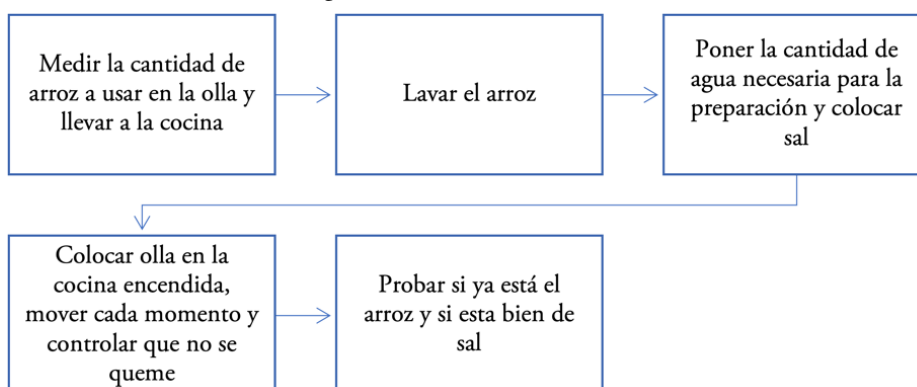 Medir la cantidad de
arroz a usar en la olla y
llevar a la cocina
Lavar el arroz
Poner la cantidad de
agua necesaria para la
preparación y colocar
sal
Colocar olla en la
cocina encendida,
mover cada momento y
controlar que no se
queme
Probar si ya está el
arroz y si esta bien de
sal